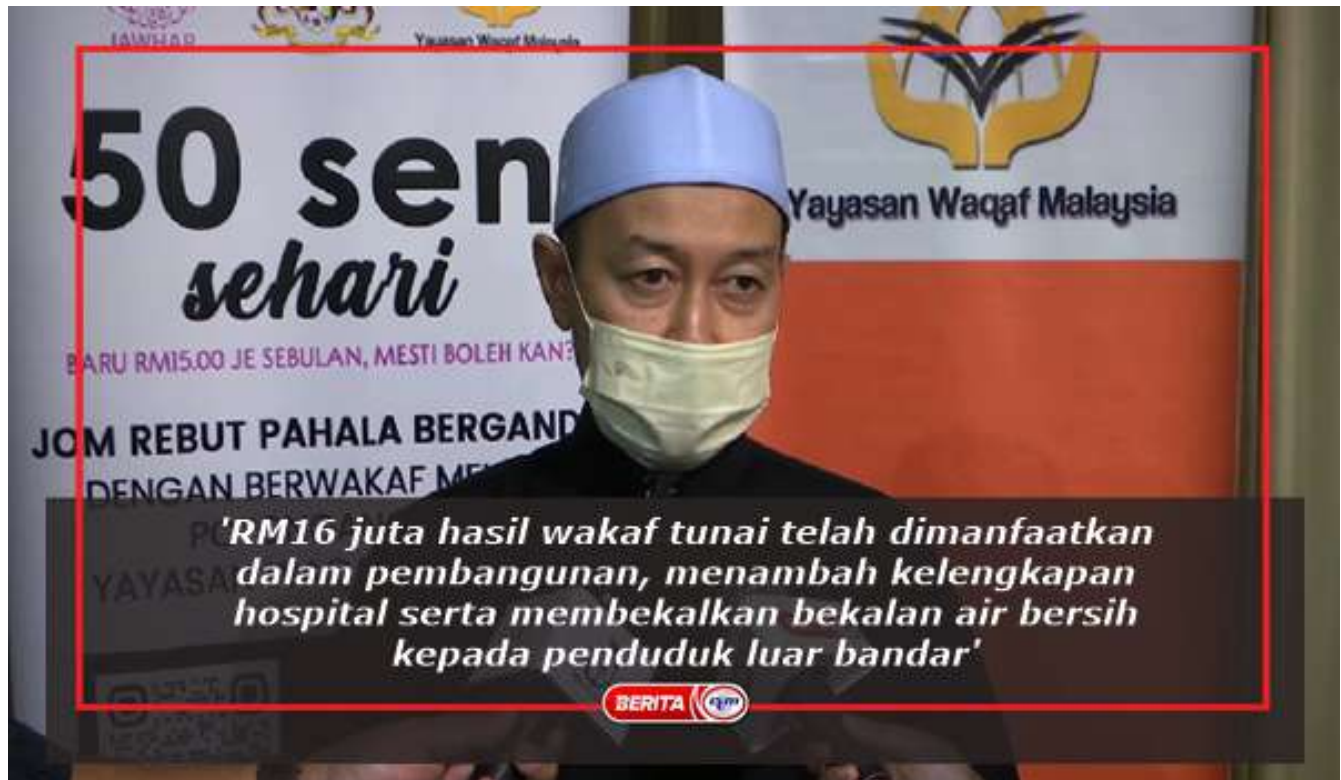 JAWHAR
Yayasan Waqaf Malaysia
50 sen
sehari
BARU RM15.00 JE SEBULAN, MESTI BOLEH KAN?
JOM REBUT PAHALA BERGAND
DENGAN BERWAKAF
YAYASAN
Yayasan Waqaf Malaysia
'RM16 juta hasil wakaf tunai telah dimanfaatkan
dalam pembangunan, menambah kelengkapan
hospital serta membekalkan bekalan air bersih
kepada penduduk luar bandar'
BERITA rtm